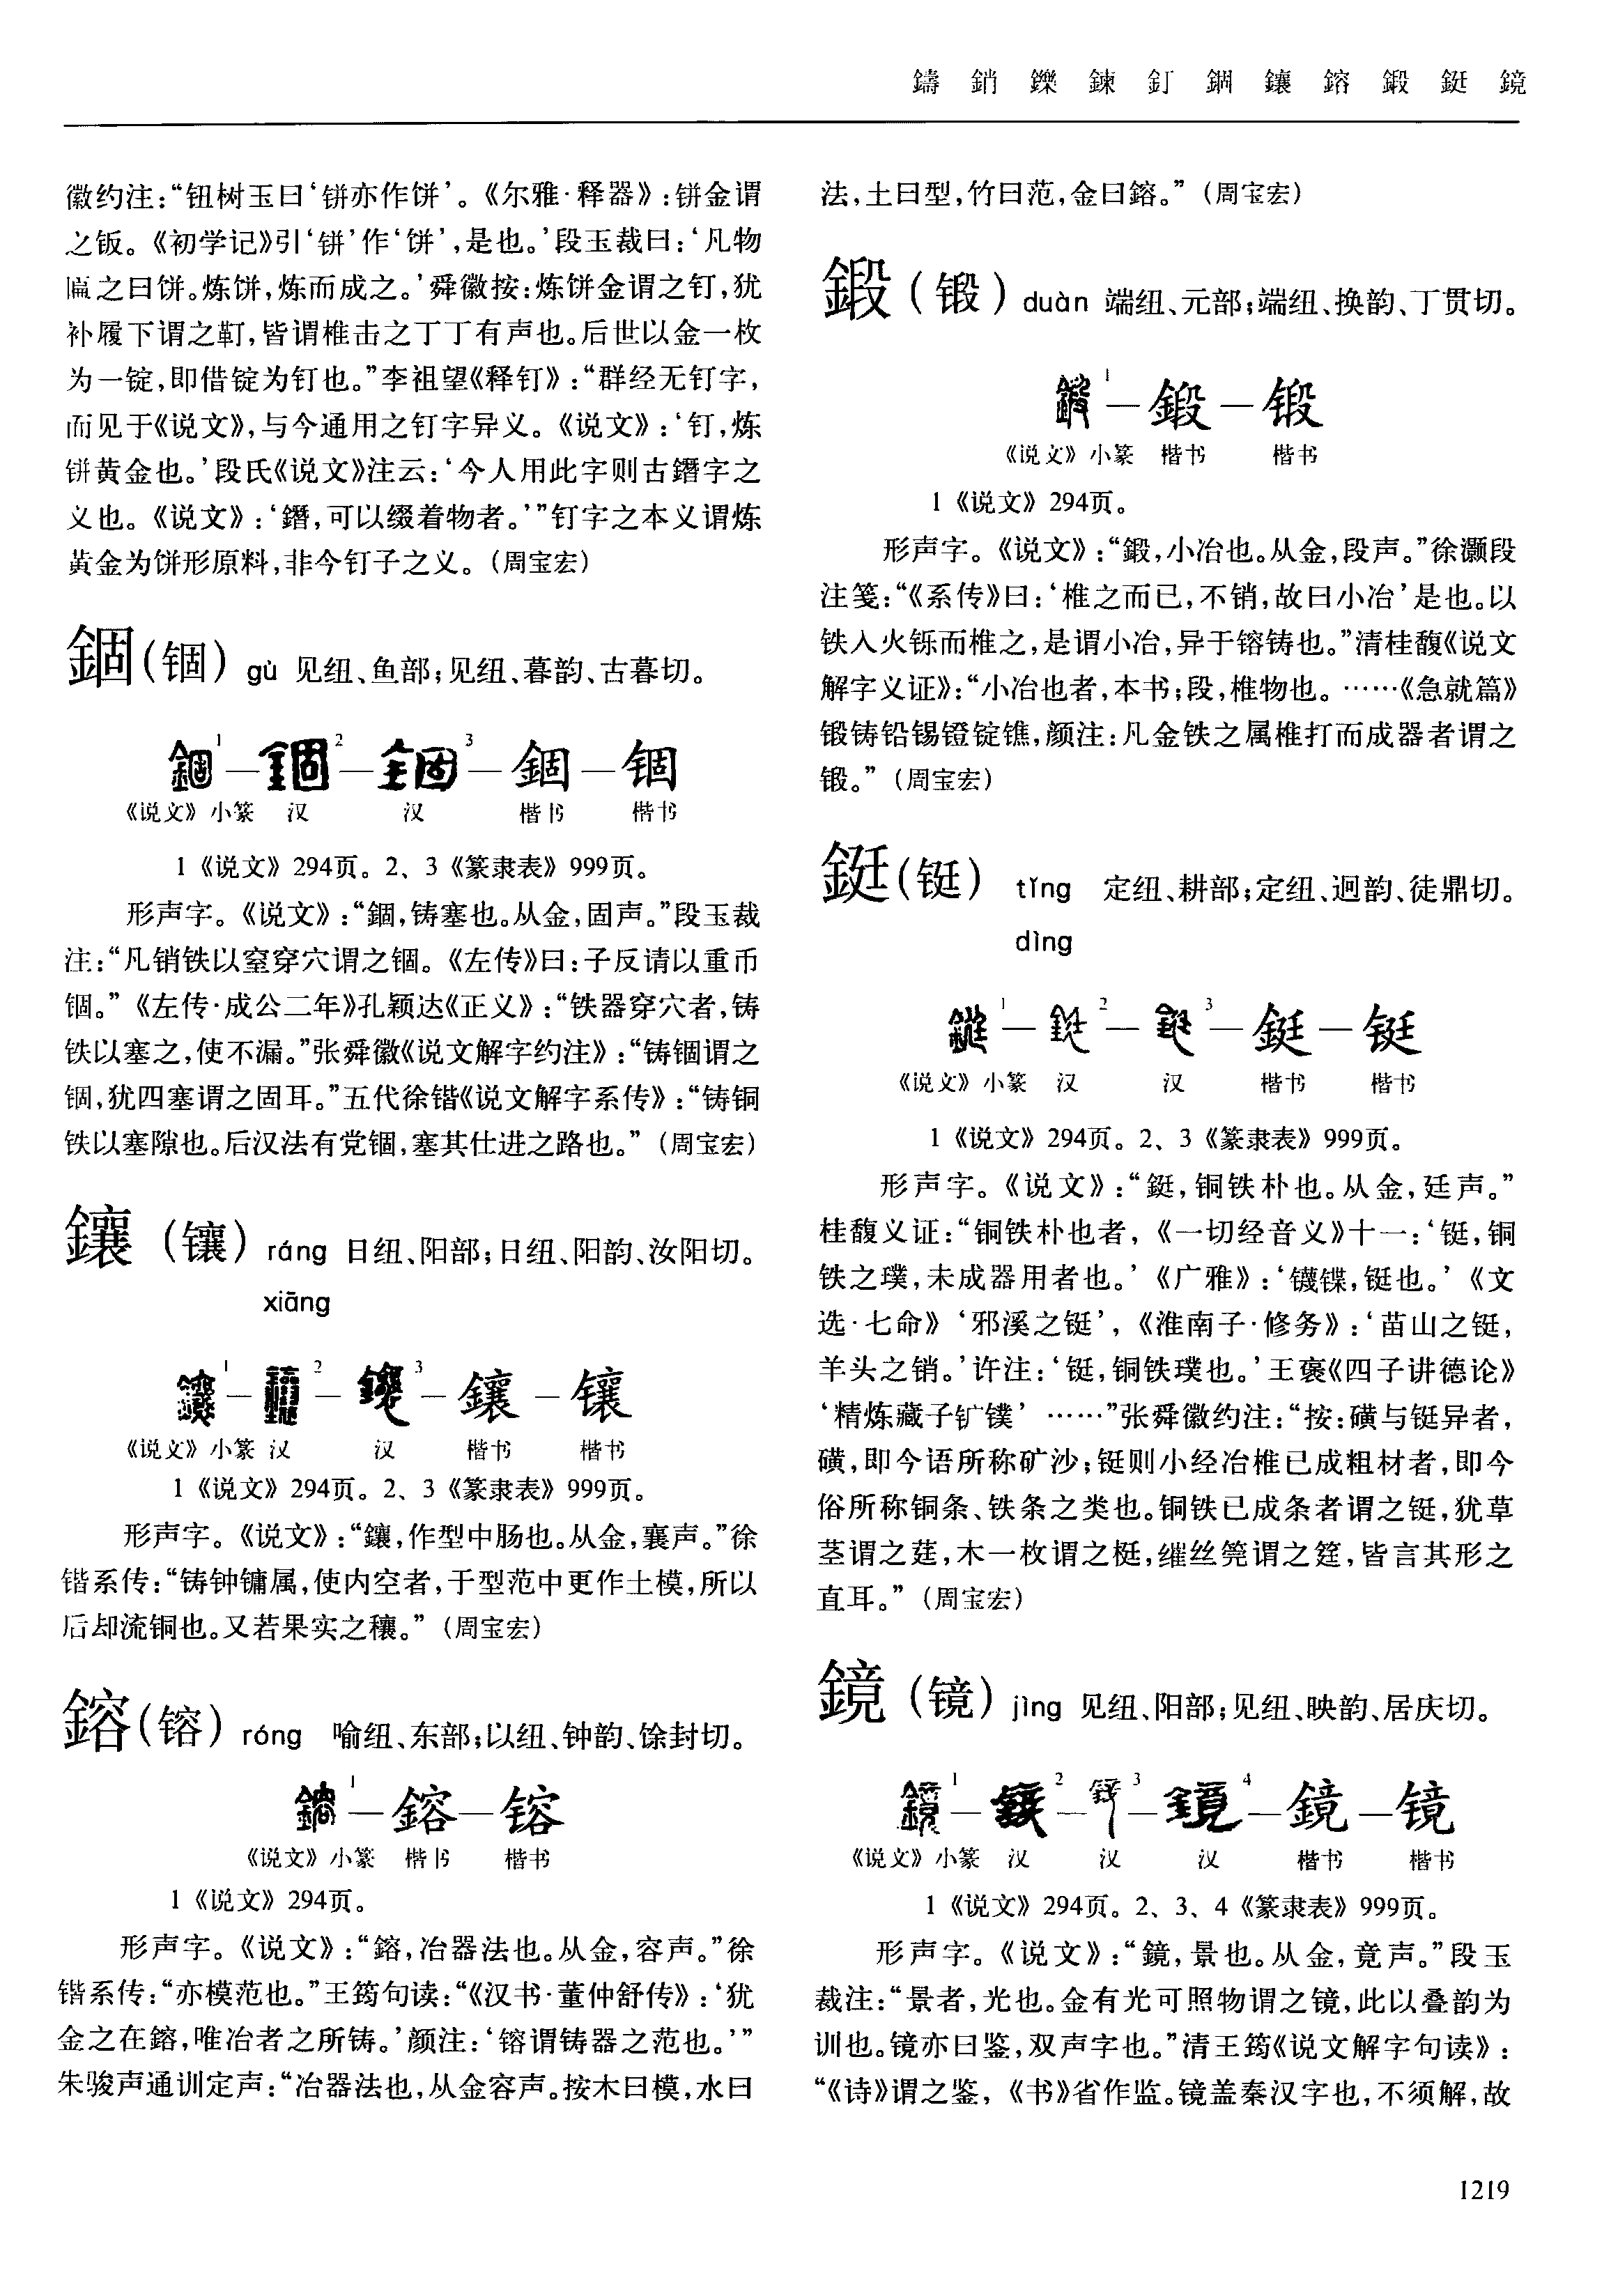 鑄 銷 鑠 鍊 釘 錮 鑲 鎔 鍛 鋌 鏡
徽约注：“钮树玉曰‘鉼亦作饼’。《尔雅·释器》：鉼金谓
之钣。《初学记》引‘鉼’作‘饼’，是也。’段玉裁曰：‘凡物
匾之曰饼。炼饼，炼而成之。’舜徽按：炼饼金谓之钉，犹
补履下谓之靪，皆谓椎击之丁丁有声也。后世以金一枚
为一锭，即借锭为钉也。”李祖望《释钉》：“群经无钉字，
而见于《说文》，与今通用之钉字异义。《说文》：‘钉，炼
鉼黄金也。’段氏《说文》注云：‘今人用此字则古鐕字之
义也。《说文》：‘鐕，可以缀着物者。’”钉字之本义谓炼
黄金为饼形原料，非今钉子之义。（周宝宏）
錮（锢）gù 见纽、鱼部；见纽、暮韵、古暮切。
錮1—錮2—錮3—錮—锢
《说文》小篆 汉 汉 楷书 楷书
1《说文》294页。2、3《篆隶表》999页。
形声字。《说文》：“錮，铸塞也。从金，固声。”段玉裁
注：“凡销铁以窒穿穴谓之锢。《左传》曰：子反请以重币
锢。”《左传·成公二年》孔颖达《正义》：“铁器穿穴者，铸
铁以塞之，使不漏。”张舜徽《说文解字约注》：“铸锢谓之
锢，犹四塞谓之固耳。”五代徐锴《说文解字系传》：“铸铜
铁以塞隙也。后汉法有党锢，塞其仕进之路也。”（周宝宏）
鑲（镶）ráng 日纽、阳部；日纽、阳韵、汝阳切。
xiāng
鑲1—鑲2—鑲3—鑲—镶
《说文》小篆 汉 汉 楷书 楷书
1《说文》294页。2、3《篆隶表》999页。
形声字。《说文》：“鑲，作型中肠也。从金，襄声。”徐
锴系传：“铸钟镛属，使内空者，于型范中更作土模，所以
后却流铜也。又若果实之穰。”（周宝宏）
鎔（镕）róng 喻纽、东部；以纽、钟韵、馀封切。
鎔1—鎔—镕
《说文》小篆 楷书 楷书
1《说文》294页。
形声字。《说文》：“鎔，冶器法也。从金，容声。”徐
锴系传：“亦模范也。”王筠句读：“《汉书·董仲舒传》：‘犹
金之在鎔，唯冶者之所铸。’颜注：‘镕谓铸器之范也。’”
朱骏声通训定声：“冶器法也，从金容声。按木曰模，水曰
法，土曰型，竹曰范，金曰鎔。”（周宝宏）
鍛（锻）duàn 端纽、元部；端纽、换韵、丁贯切。
鍛1—鍛—锻
《说文》小篆 楷书 楷书
1《说文》294页。
形声字。《说文》：“鍛，小冶也。从金，段声。”徐灏段
注笺：“《系传》曰：‘椎之而已，不销，故曰小冶’是也。以
铁入火铄而椎之，是谓小冶，异于镕铸也。”清桂馥《说文
解字义证》：“小冶也者，本书；段，椎物也。……《急就篇》
锻铸铅锡镫锭鐎，颜注：凡金铁之属椎打而成器者谓之
锻。”（周宝宏）
鋌（铤）tǐng 定纽、耕部；定纽、迥韵、徒鼎切。
dìng
鋌1—鋌2—鋌3—鋌—铤
《说文》小篆 汉 汉 楷书 楷书
1《说文》294页。2、3《篆隶表》999页。
形声字。《说文》：“鋌，铜铁朴也。从金，廷声。”
桂馥义证：“铜铁朴也者，《一切经音义》十一：‘铤，铜
铁之璞，未成器用者也。’《广雅》：‘鑖鍱，铤也。’《文
选·七命》‘邪溪之铤’，《淮南子·修务》：‘苗山之铤，
羊头之销。’许注：‘铤，铜铁璞也。’王褒《四子讲德论》
‘精炼藏于矿镤’……”张舜徽约注：“按：磺与铤异者，
磺，即今语所称矿沙；铤则小经冶椎已成粗材者，即今
俗所称铜条、铁条之类也。铜铁已成条者谓之铤，犹草
茎谓之莛，木一枚谓之梃，维丝筦谓之筳，皆言其形之
直耳。”（周宝宏）
鏡（镜）jìng 见纽、阳部；见纽、映韵、居庆切。
鏡1—鏡2—鏡3—鏡4—鏡—镜
《说文》小篆 汉 汉 汉 楷书 楷书
1《说文》294页。2、3、4《篆隶表》999页。
形声字。《说文》：“鏡，景也。从金，竟声。”段玉
裁注：“景者，光也。金有光可照物谓之镜，此以叠韵为
训也。镜亦曰鉴，双声字也。”清王筠《说文解字句读》：
“《诗》谓之鉴，《书》省作监。镜盖秦汉字也，不须解，故
1219